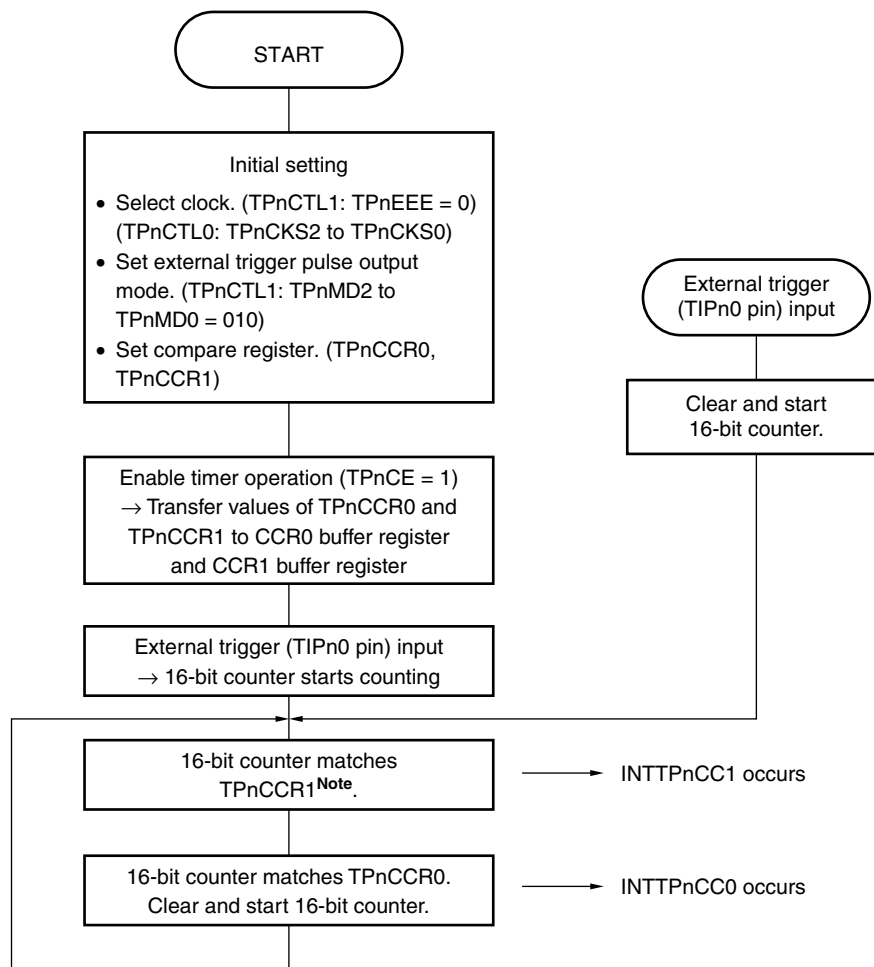 START
Initial setting
• Select clock. (TPnCTL1: TPnEEE = 0)
(TPnCTL0: TPnCKS2 to TPnCKS0)
• Set external trigger pulse output
mode. (TPnCTL1: TPnMD2 to
TPnMD0 = 010)
• Set compare register. (TPnCCR0,
TPnCCR1)
External trigger
(TIPn0 pin) input
Clear and start
16-bit counter.
Enable timer operation (TPnCE = 1)
→ Transfer values of TPnCCR0 and
TPnCCR1 to CCR0 buffer register
and CCR1 buffer register
External trigger (TIPn0 pin) input
→ 16-bit counter starts counting
16-bit counter matches
TPnCCR1Note.
INTTPnCC1 occurs
16-bit counter matches TPnCCR0.
Clear and start 16-bit counter.
INTTPnCC0 occurs